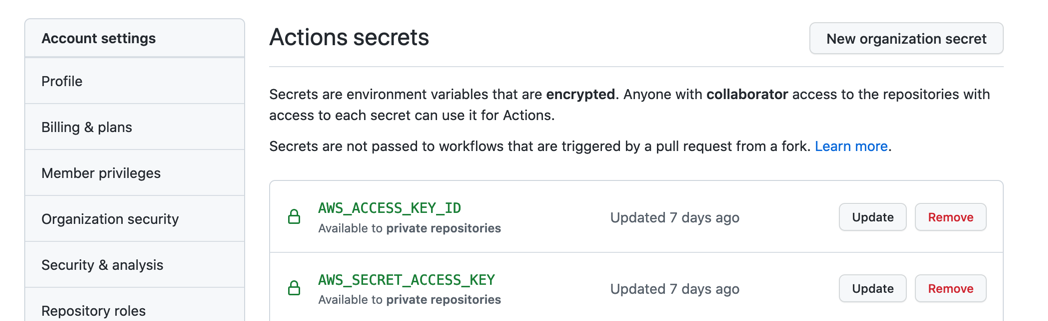 Account settings
Profile
Billing & plans
Member privileges
Organization security
Security & analysis
Repository roles
Actions secrets
New organization secret
Secrets are environment variables that are encrypted. Anyone with collaborator access to the repositories with
access to each secret can use it for Actions.
Secrets are not passed to workflows that are triggered by a pull request from a fork. Learn more.
AWS_ACCESS_KEY_ID
Available to private repositories
Updated 7 days ago
Update
Remove
AWS_SECRET_ACCESS_KEY
Available to private repositories
Updated 7 days ago
Update
Remove